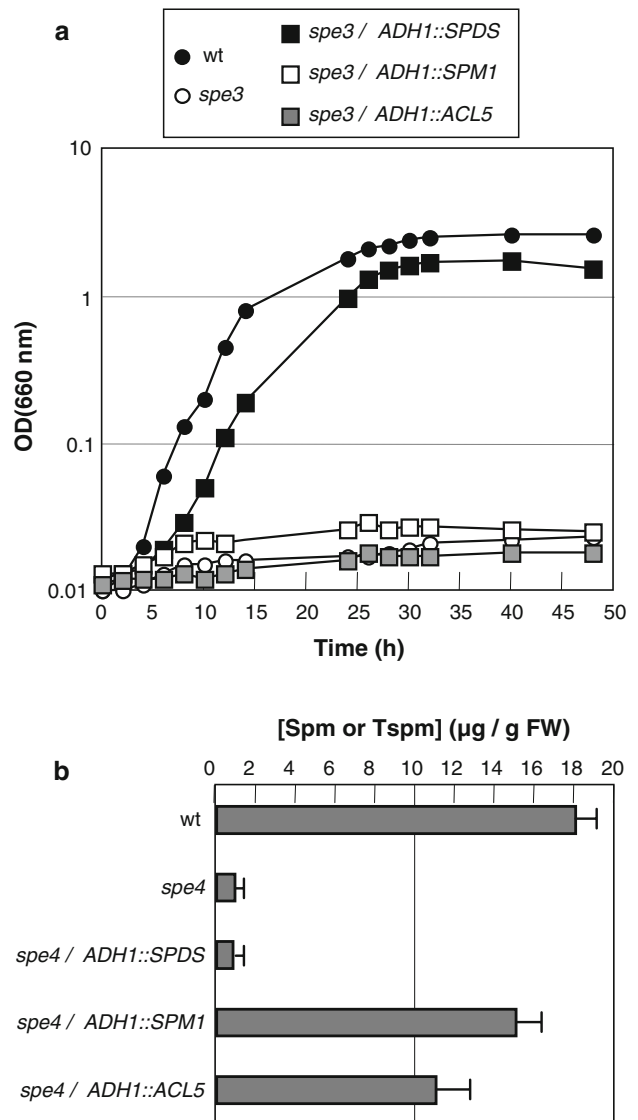 a
wt
spe3
spe3 / ADH1::SPDS
spe3 / ADH1::SPM1
spe3 / ADH1::ACL5
10
1
0.1
0.01
OD(660 nm)
0 5 10 15 20 25 30 35 40 45 50
Time (h)
[Spm or Tspm] (µg / g FW)
b
0 2 4 6 8 10 12 14 16 18 20
wt
spe4
spe4 / ADH1::SPDS
spe4 / ADH1::SPM1
spe4 / ADH1::ACL5